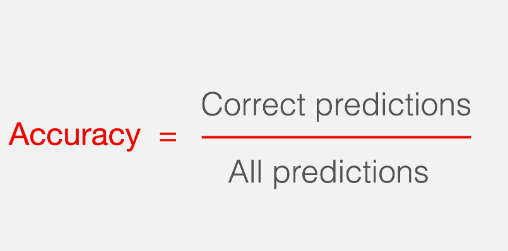 Correct predictions
Accuracy =
All predictions